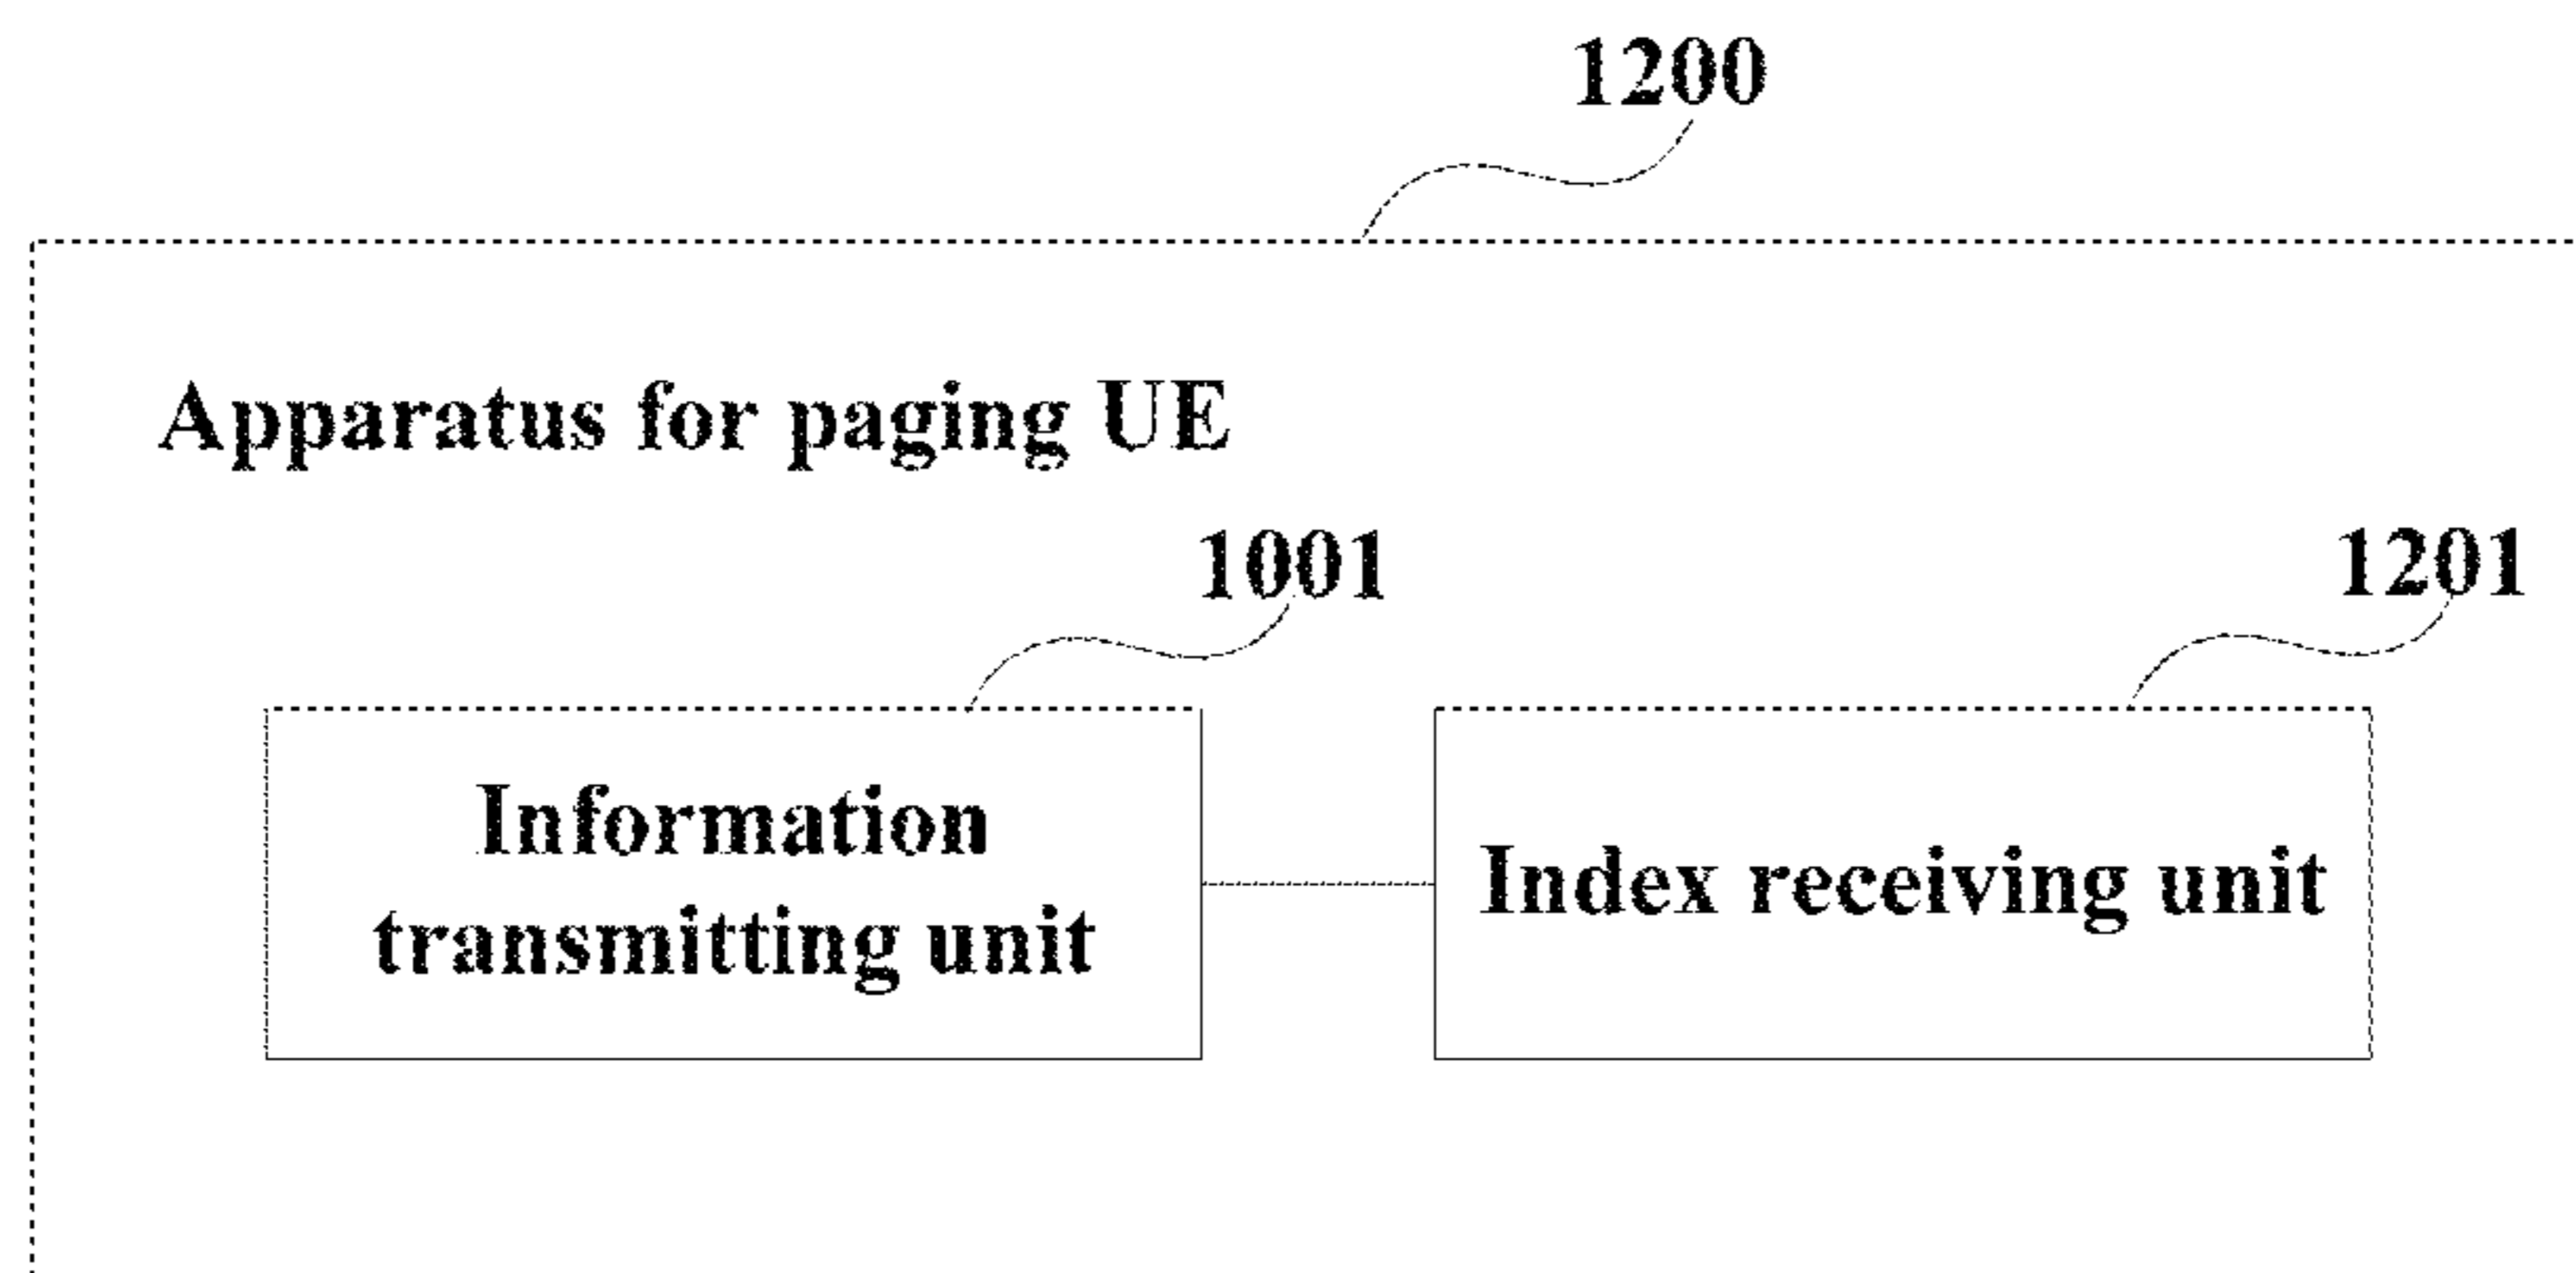 1200
Apparatus for paging UE
1001
1201
Information
transmitting unit
Index receiving unit